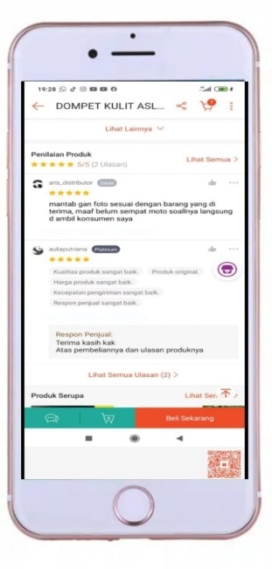 19:28
DOMPET KULIT ASL...
Lihat Lainnya
Penilaian Produk
5/5 (2 Ulasan)
Lihat Semua >
aris_distributor
mantab gan foto sesuai dengan barang yang di
terima, maaf belum sempat moto soallnya langsung
d ambil konsumen saya
auliaputriana Platinum
Kualitas produk sangat baik. Produk original.
Harga produk sangat baik.
Kecepatan pengiriman sangat baik.
Respon penjual sangat baik.
Respon Penjual:
Terima kasih kak
Atas pembeliannya dan ulasan produknya
Lihat Semua Ulasan (2) >
Produk Serupa
Lihat
Beli Sekarang